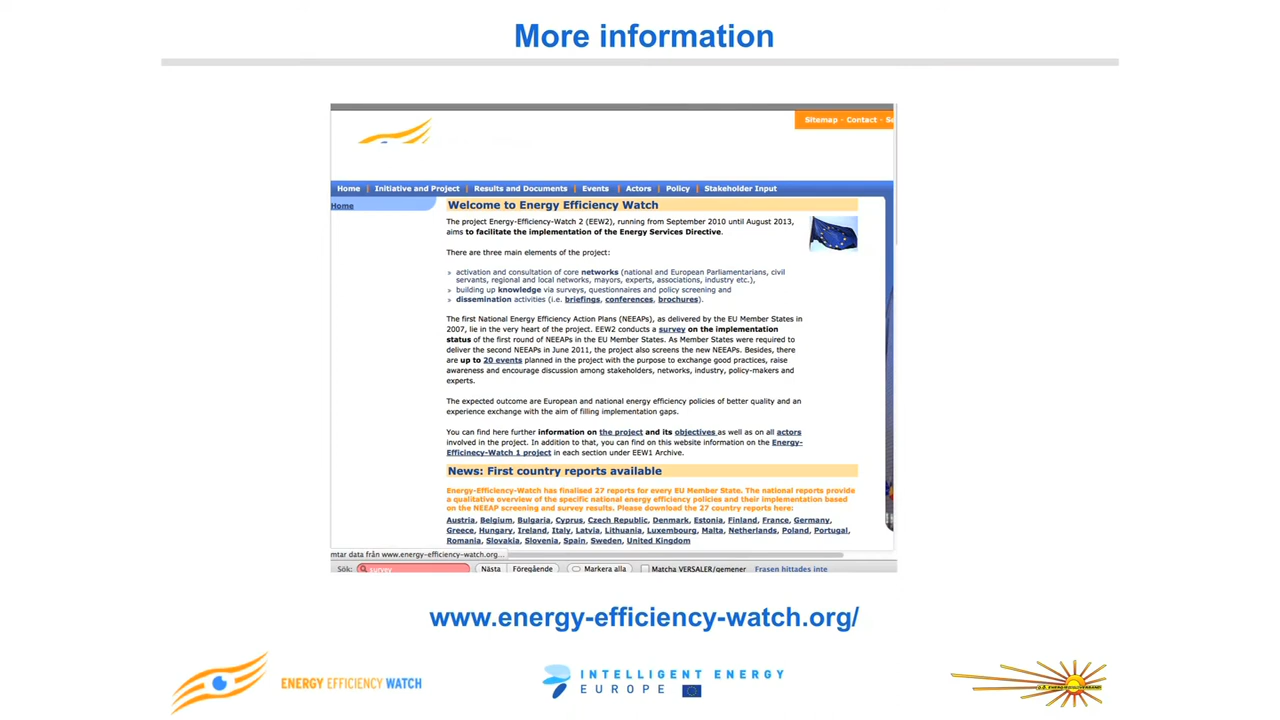 More information
Sitemap · Contact · Se
Home | Initiative and Project | Results and Documents | Events | Actors | Policy | Stakeholder Input
Home
Welcome to Energy Efficiency Watch
The project Energy-Efficiency-Watch 2 (EEW2), running from September 2010 until August 2013,
aims to facilitate the implementation of the Energy Services Directive.
There are three main elements of the project:
» activation and consultation of core networks (national and European Parliamentarians, civil
servants, regional and local networks, mayors, experts, associations, industry etc.),
» building up knowledge via surveys, questionnaires and policy screening and
» dissemination activities (i.e. briefings, conferences, brochures).
The first National Energy Efficiency Action Plans (NEEAPs), as delivered by the EU Member States in
2007, lie in the very heart of the project. EEW2 conducts a survey on the implementation
status of the first round of NEEAPs in the EU Member States. As Member States were required to
deliver the second NEEAPs in June 2011, the project also screens the new NEEAPs. Besides, there
are up to 20 events planned in the project with the purpose to exchange good practices, raise
awareness and encourage discussion among stakeholders, networks, industry, policy-makers and
experts.
The expected outcome are European and national energy efficiency policies of better quality and an
experience exchange with the aim of filling implementation gaps.
You can find here further information on the project and its objectives as well as on all actors
involved in the project. In addition to that, you can find on this website information on the Energy-
Efficinecy-Watch 1 project in each section under EEW1 Archive.
News: First country reports available
Energy-Efficiency-Watch has finalised 27 reports for every EU Member State. The national reports provide
a qualitative overview of the specific national energy efficiency policies and their implementation based
on the NEEAP screening and survey results. Please download the 27 country reports here:
Austria, Belgium, Bulgaria, Cyprus, Czech Republic, Denmark, Estonia, Finland, France, Germany,
Greece, Hungary, Ireland, Italy, Latvia, Lithuania, Luxembourg, Malta, Netherlands, Poland, Portugal,
Romania, Slovakia, Slovenia, Spain, Sweden, United Kingdom
mtar data från www.energy-efficiency-watch.org...
Sök: survey Nästa Föregående Markera alla Matcha VERSALER/gemener Frasen hittades inte
www.energy-efficiency-watch.org/
ENERGY EFFICIENCY WATCH
INTELLIGENT ENERGY
EUROPE